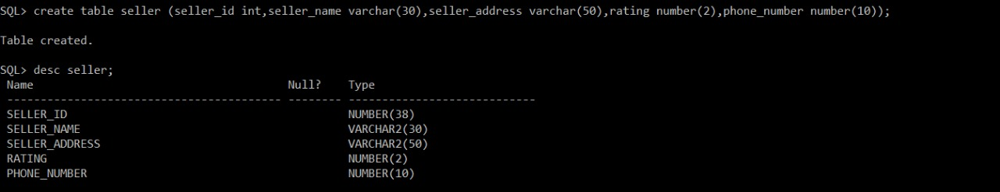 SQL> create table seller (seller_id int,seller_name varchar(30),seller_address varchar(50),rating number(2),phone_number number(10));
Table created.
SQL> desc seller;
Name Null? Type
----------------------------------------- -------- ----------------------------
SELLER_ID NUMBER(38)
SELLER_NAME VARCHAR2(30)
SELLER_ADDRESS VARCHAR2(50)
RATING NUMBER(2)
PHONE_NUMBER NUMBER(10)